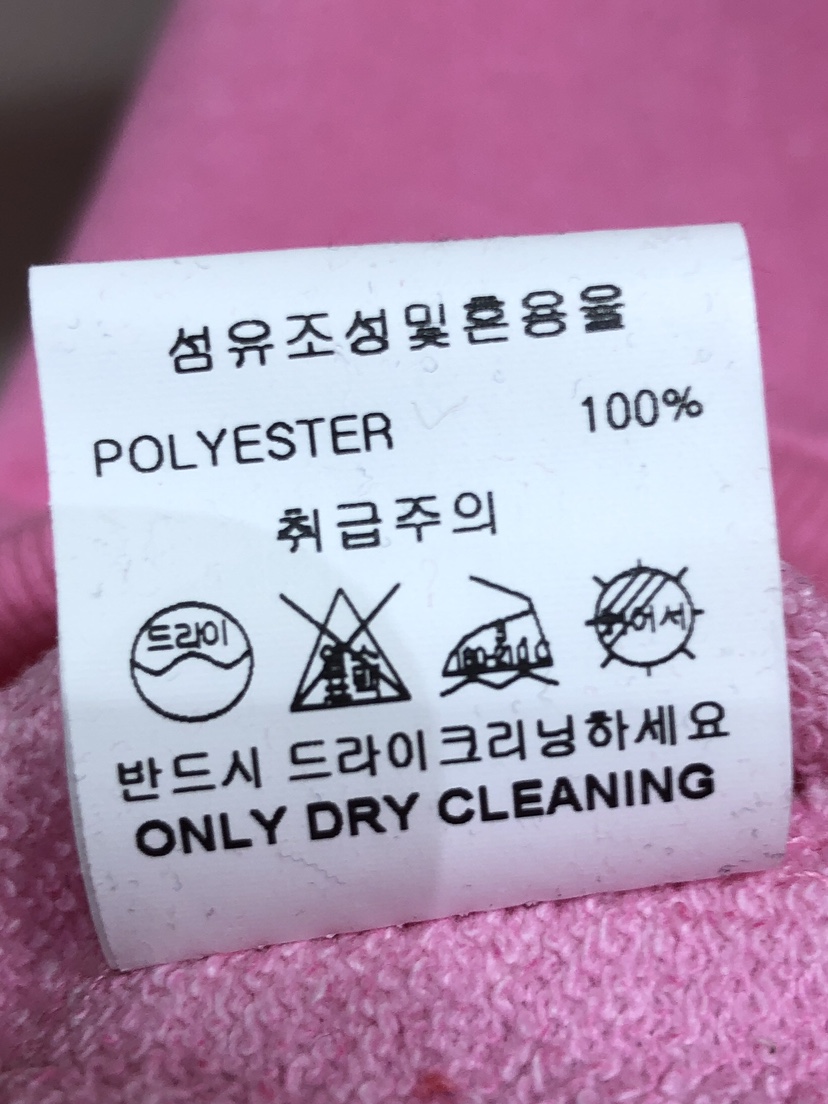 섬유조성및혼용율
POLYESTER 100%
취급주의
드라이
반드시 드라이크리닝하세요
ONLY DRY CLEANING